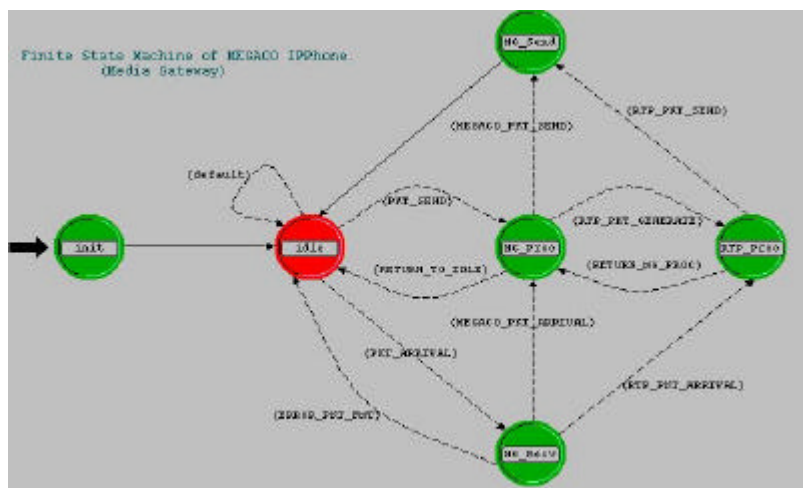 Finite State Machine of MEGACO IPPhone
(Media Gateway)
MG_Send
(RTP_PKT_SEND)
(MEGACO_PKT_SEND)
(default)
(PKT_SEND)
(RTP_PKT_GENERATE)
init
idle
MG_Proc
RTP_Proc
(RETURN_TO_IDLE)
(RETURN_MG_PROC)
(MEGACO_PKT_ARRIVAL)
(PKT_ARRIVAL)
(RTP_PKT_ARRIVAL)
(ERROR_PKT_FMT)
MG_Recv